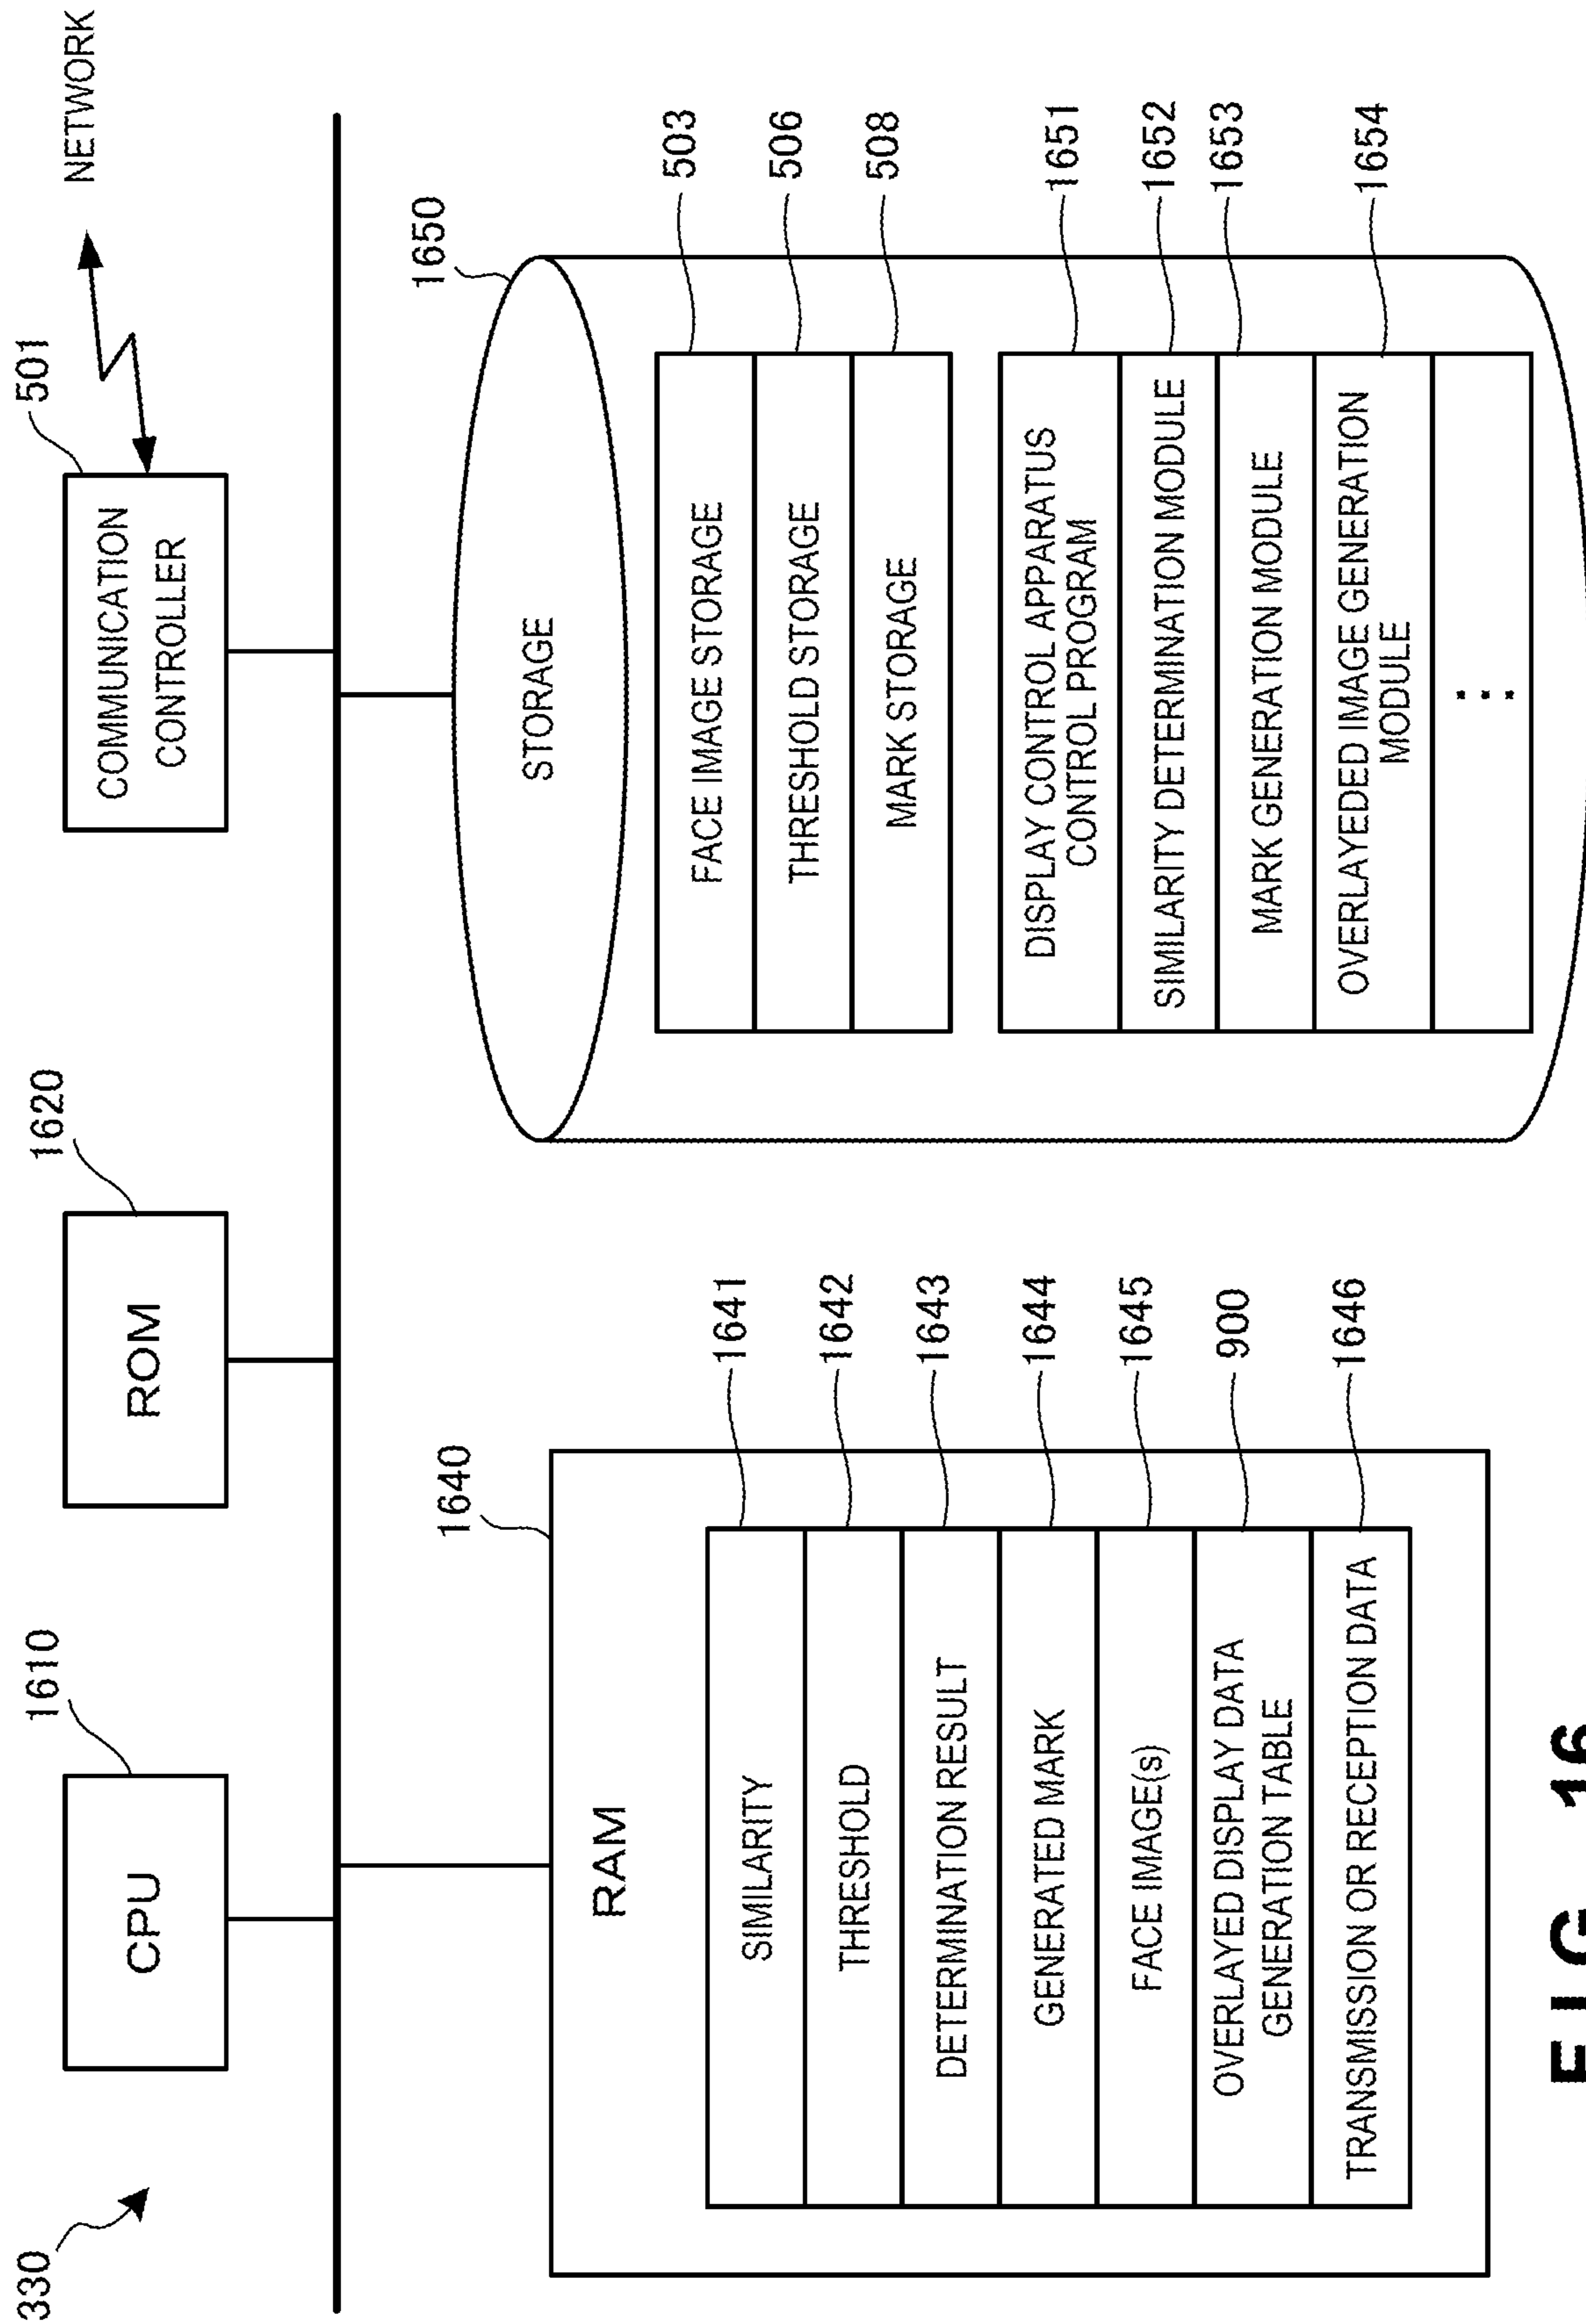 330
CPU
1610
ROM
1620
COMMUNICATION
CONTROLLER
501
NETWORK
1640
RAM
SIMILARITY
1641
THRESHOLD
1642
DETERMINATION RESULT
1643
GENERATED MARK
1644
FACE IMAGE(s)
1645
OVERLAYED DISPLAY DATA
GENERATION TABLE
900
TRANSMISSION OR RECEPTION DATA
1646
1650
STORAGE
FACE IMAGE STORAGE
503
THRESHOLD STORAGE
506
MARK STORAGE
508
DISPLAY CONTROL APPARATUS
CONTROL PROGRAM
1651
SIMILARITY DETERMINATION MODULE
1652
MARK GENERATION MODULE
1653
OVERLAYEDED IMAGE GENERATION
MODULE
1654
...
FIG. 16